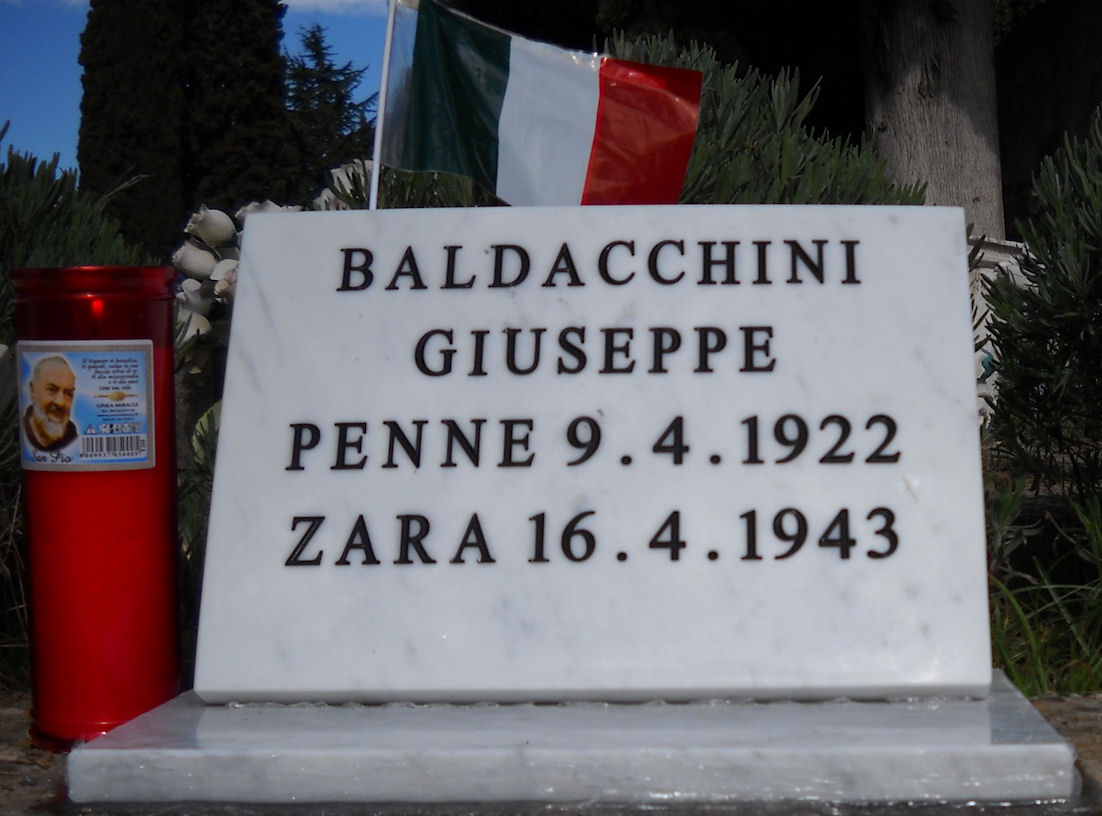 BALDACCHINI
GIUSEPPE
PENNE 9.4.1922
ZARA 16.4.1943
San Pio